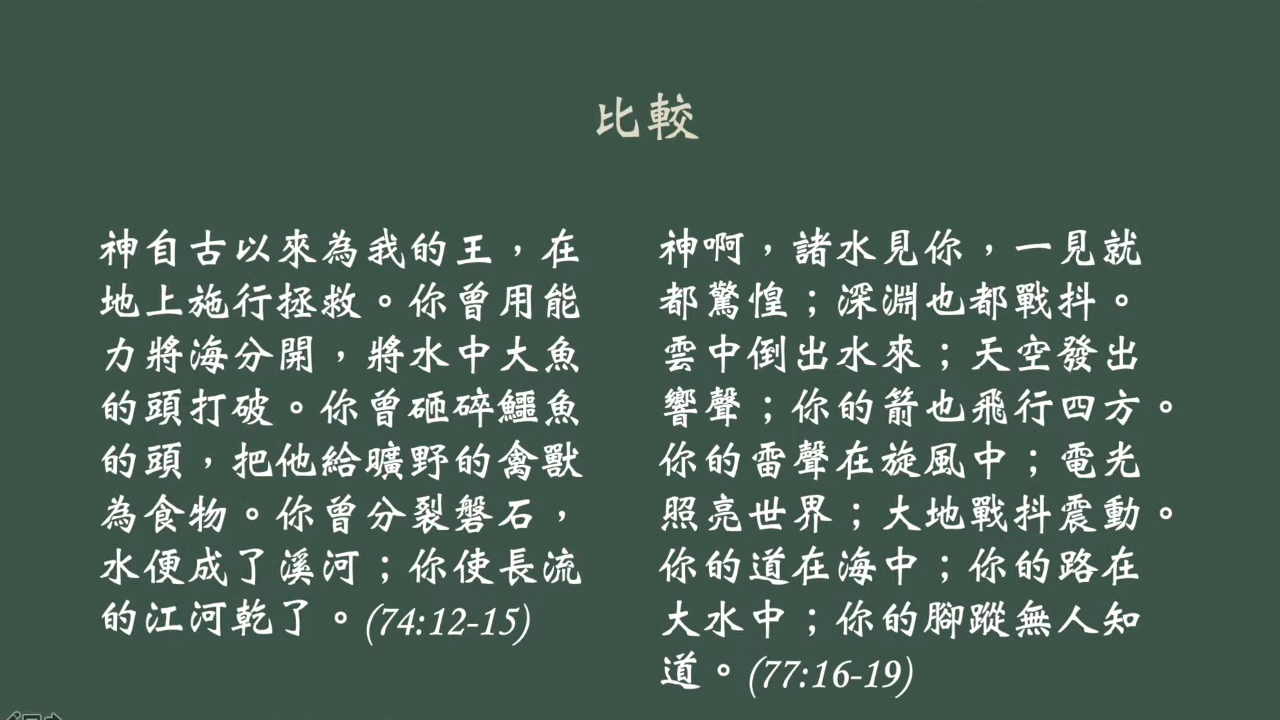 比較
神自古以來為我的王，在
地上施行拯救。你曾用能
力將海分開，將水中大魚
的頭打破。你曾砸碎鱷魚
的頭，把他給曠野的禽獸
為食物。你曾分裂磐石，
水便成了溪河；你使長流
的江河乾了。(74:12-15)
神啊，諸水見你，一見就
都驚惶；深淵也都戰抖。
雲中倒出水來；天空發出
響聲；你的箭也飛行四方。
你的雷聲在旋風中；電光
照亮世界；大地戰抖震動。
你的道在海中；你的路在
大水中；你的腳蹤無人知
道。(77:16-19)